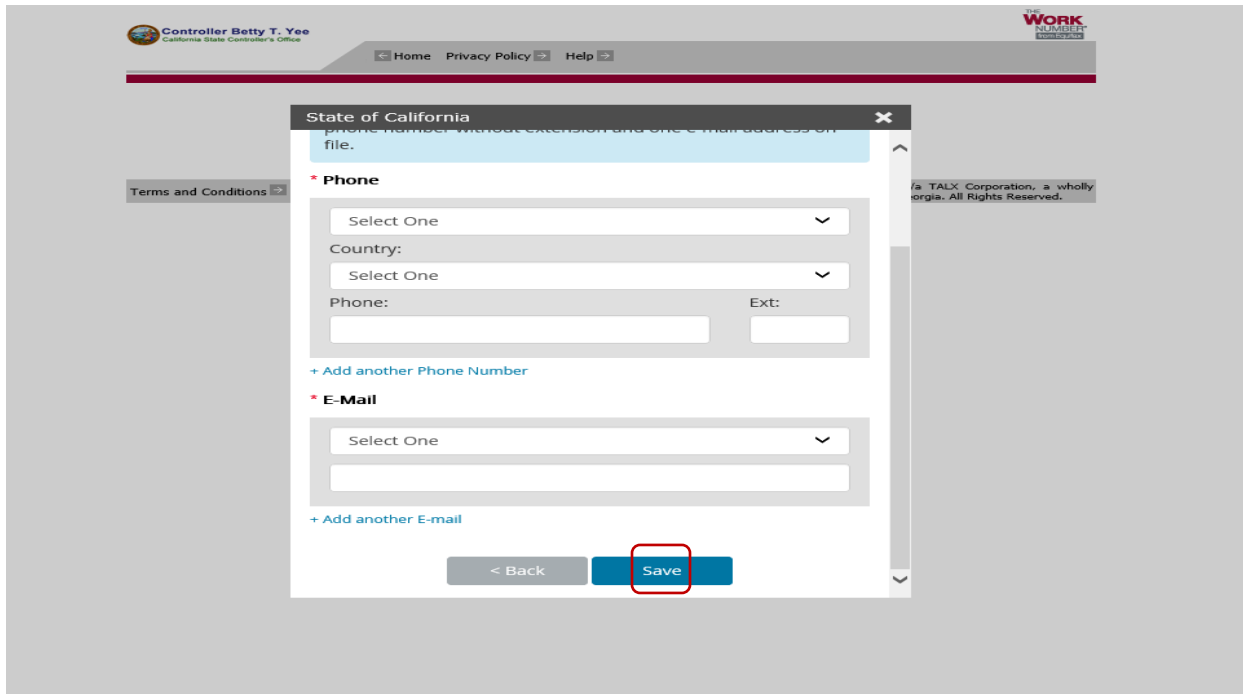 Controller Betty T. Yee
California State Controller's Office
THE
WORK
NUMBER®
from Equifax
Home Privacy Policy Help
State of California
phone number without extension and one e-mail address on
file.
* Phone
Select One
Country:
Select One
Phone: Ext:
+ Add another Phone Number
* E-Mail
Select One
+ Add another E-mail
< Back Save
Terms and Conditions
/a TALX Corporation, a wholly
eorgia. All Rights Reserved.